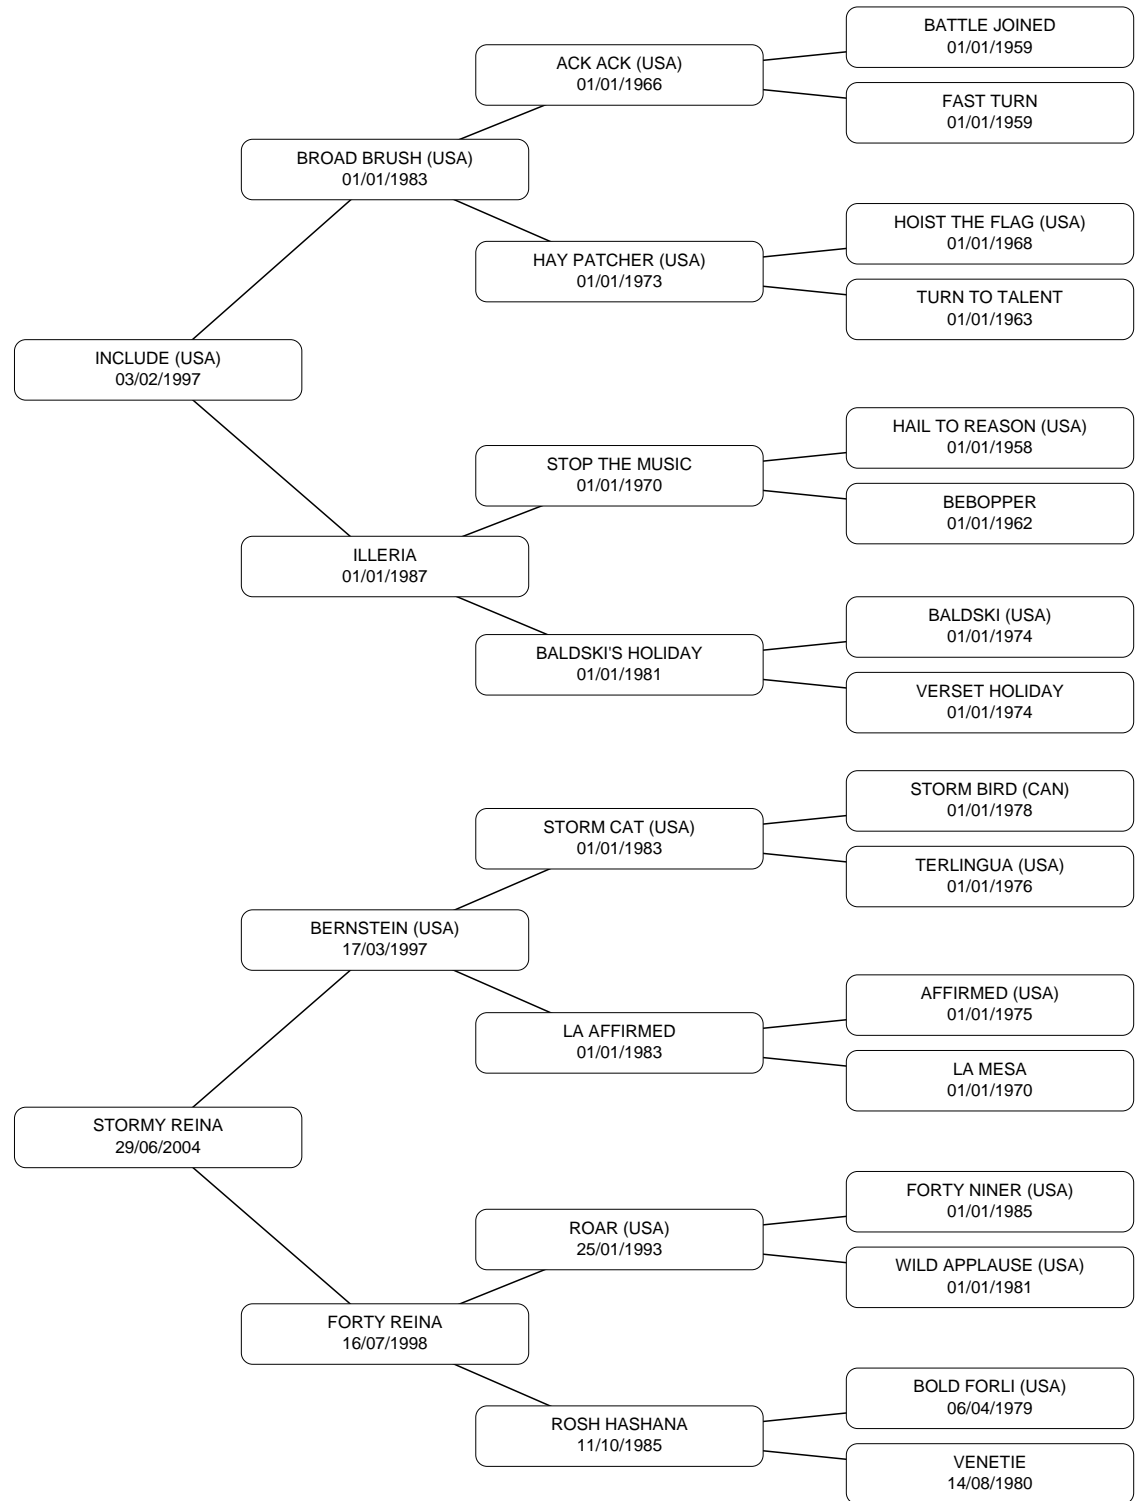 BATTLE JOINED
01/01/1959
ACK ACK (USA)
01/01/1966
FAST TURN
01/01/1959
BROAD BRUSH (USA)
01/01/1983
HOIST THE FLAG (USA)
01/01/1968
HAY PATCHER (USA)
01/01/1973
TURN TO TALENT
01/01/1963
INCLUDE (USA)
03/02/1997
HAIL TO REASON (USA)
01/01/1958
STOP THE MUSIC
01/01/1970
BEBOPPER
01/01/1962
ILLERIA
01/01/1987
BALDSKI (USA)
01/01/1974
BALDSKI'S HOLIDAY
01/01/1981
VERSET HOLIDAY
01/01/1974
STORM BIRD (CAN)
01/01/1978
STORM CAT (USA)
01/01/1983
TERLINGUA (USA)
01/01/1976
BERNSTEIN (USA)
17/03/1997
AFFIRMED (USA)
01/01/1975
LA AFFIRMED
01/01/1983
LA MESA
01/01/1970
STORMY REINA
29/06/2004
FORTY NINER (USA)
01/01/1985
ROAR (USA)
25/01/1993
WILD APPLAUSE (USA)
01/01/1981
FORTY REINA
16/07/1998
BOLD FORLI (USA)
06/04/1979
ROSH HASHANA
11/10/1985
VENETIE
14/08/1980